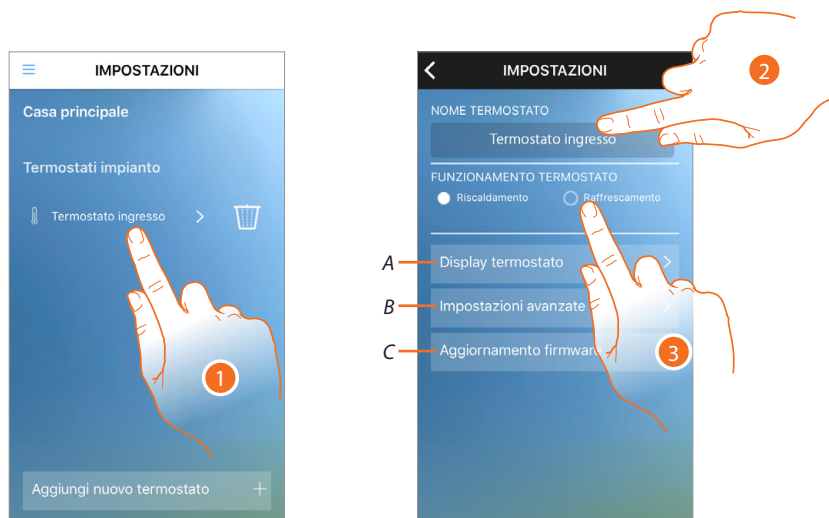 IMPOSTAZIONI
Casa principale
Termostati impianto
Termostato ingresso
1
Aggiungi nuovo termostato
IMPOSTAZIONI
2
NOME TERMOSTATO
Termostato ingresso
FUNZIONAMENTO TERMOSTATO
Riscaldamento Raffrescamento
A Display termostato
B Impostazioni avanzate
C Aggiornamento firmware
3